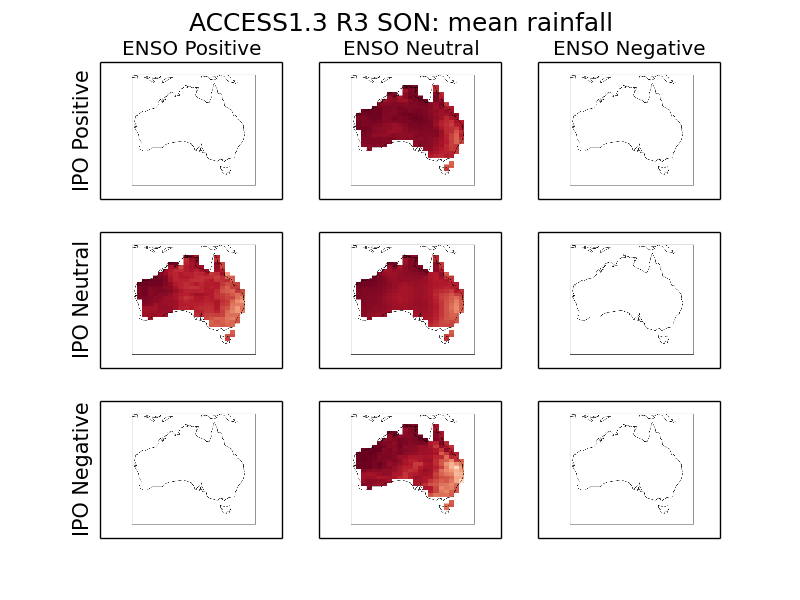 ACCESS1.3 R3 SON: mean rainfall
ENSO Positive
ENSO Neutral
ENSO Negative
IPO Positive
IPO Neutral
IPO Negative